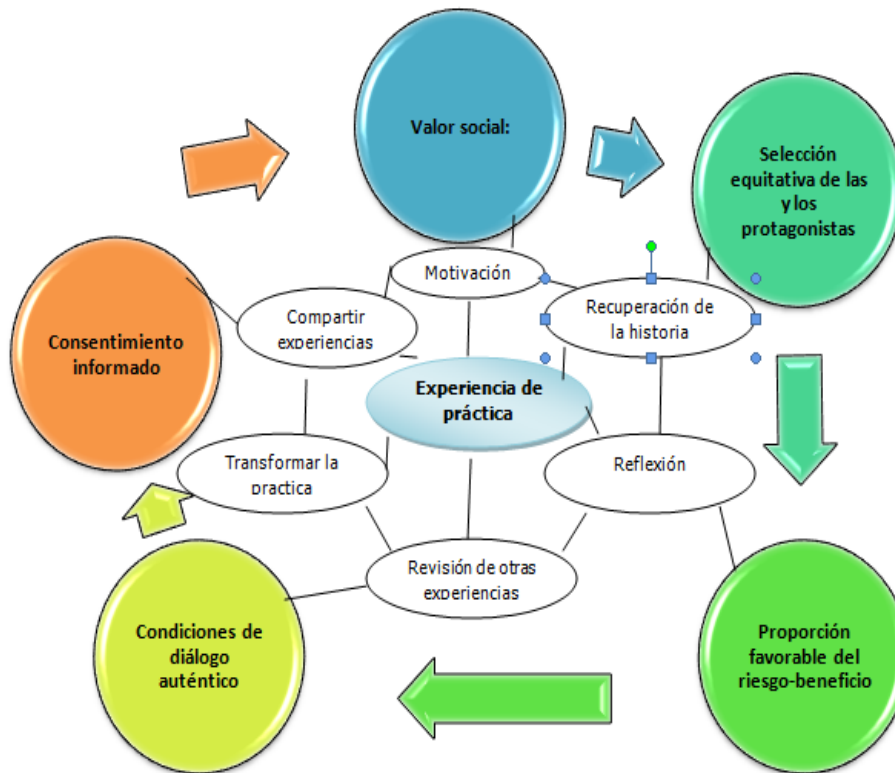 Valor social:
Selección
equitativa de las
y los
protagonistas
Motivación
Recuperación de
la historia
Compartir
experiencias
Consentimiento
informado
Experiencia de
práctica
Transformar la
practica
Reflexión
Revisión de otras
experiencias
Condiciones de
diálogo
auténtico
Proporción
favorable del
riesgo-beneficio